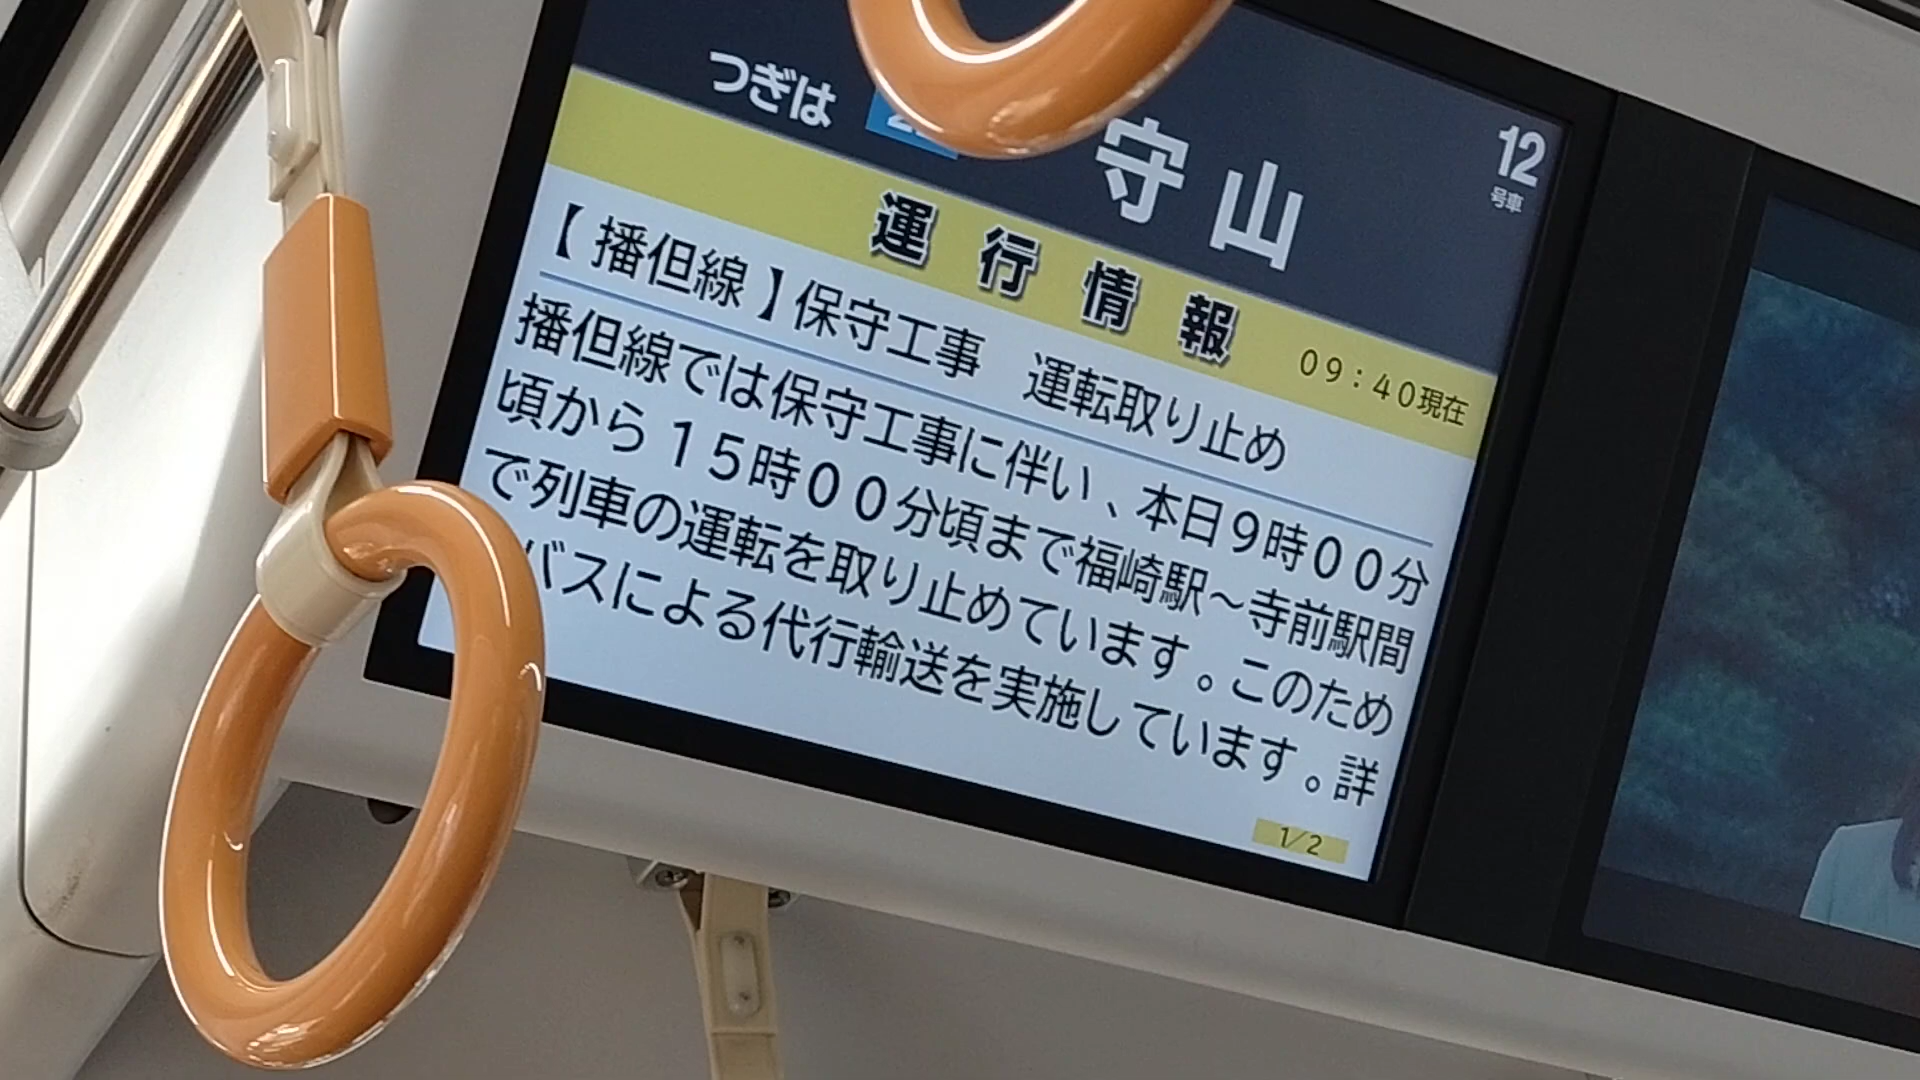 つぎは 守山
12
号車
運行情報 09:40現在
【播但線】保守工事 運転取り止め
播但線では保守工事に伴い、本日9時00分
頃から15時00分頃まで福崎駅～寺前駅間
で列車の運転を取り止めています。このため
バスによる代行輸送を実施しています。詳
1/2